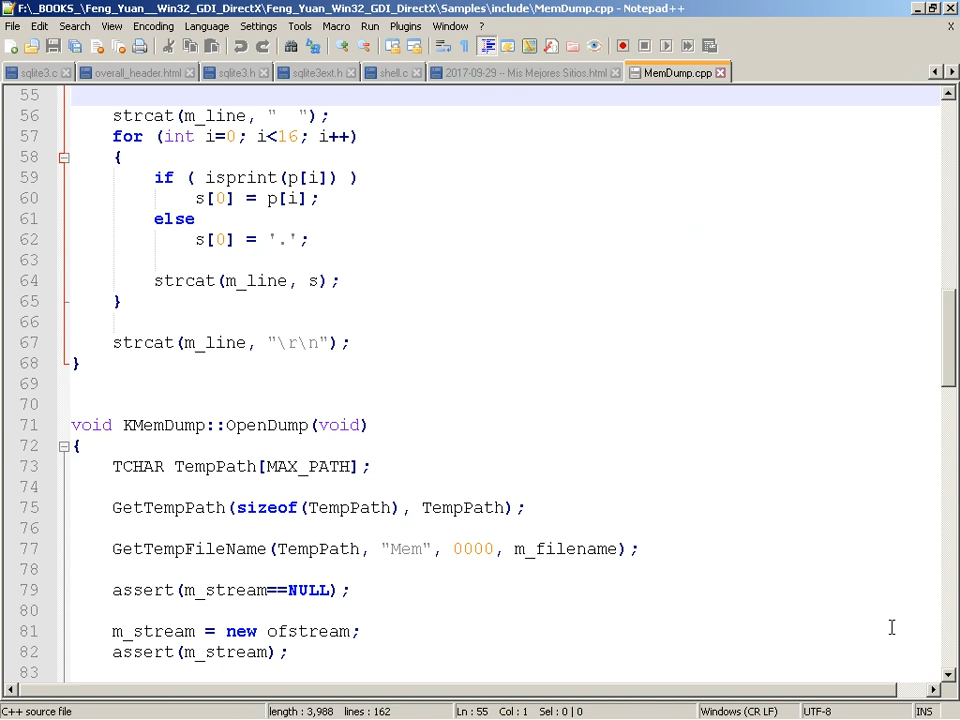 F:\_BOOKS_\Feng_Yuan__Win32_GDI_DirectX\Feng_Yuan_Win32_GDI_DirectX\Samples\include\MemDump.cpp - Notepad++
File Edit Search View Encoding Language Settings Tools Macro Run Plugins Window ? X
sqlite3.c overall_header.html sqlite3.h sqlite3ext.h shell.c 2017-09-29 -- Mis Mejores Sitios.html MemDump.cpp
55
56 strcat(m_line, "  ");
57 for (int i=0; i<16; i++)
58 {
59 if ( isprint(p[i]) )
60 s[0] = p[i];
61 else
62 s[0] = '.';
63
64 strcat(m_line, s);
65 }
66
67 strcat(m_line, "\r\n");
68 }
69
70
71 void KMemDump::OpenDump(void)
72 {
73 TCHAR TempPath[MAX_PATH];
74
75 GetTempPath(sizeof(TempPath), TempPath);
76
77 GetTempFileName(TempPath, "Mem", 0000, m_filename);
78
79 assert(m_stream==NULL);
80
81 m_stream = new ofstream;
82 assert(m_stream);
83
C++ source file length : 3,988 lines : 162 Ln : 55 Col : 1 Sel : 0 | 0 Windows (CR LF) UTF-8 INS